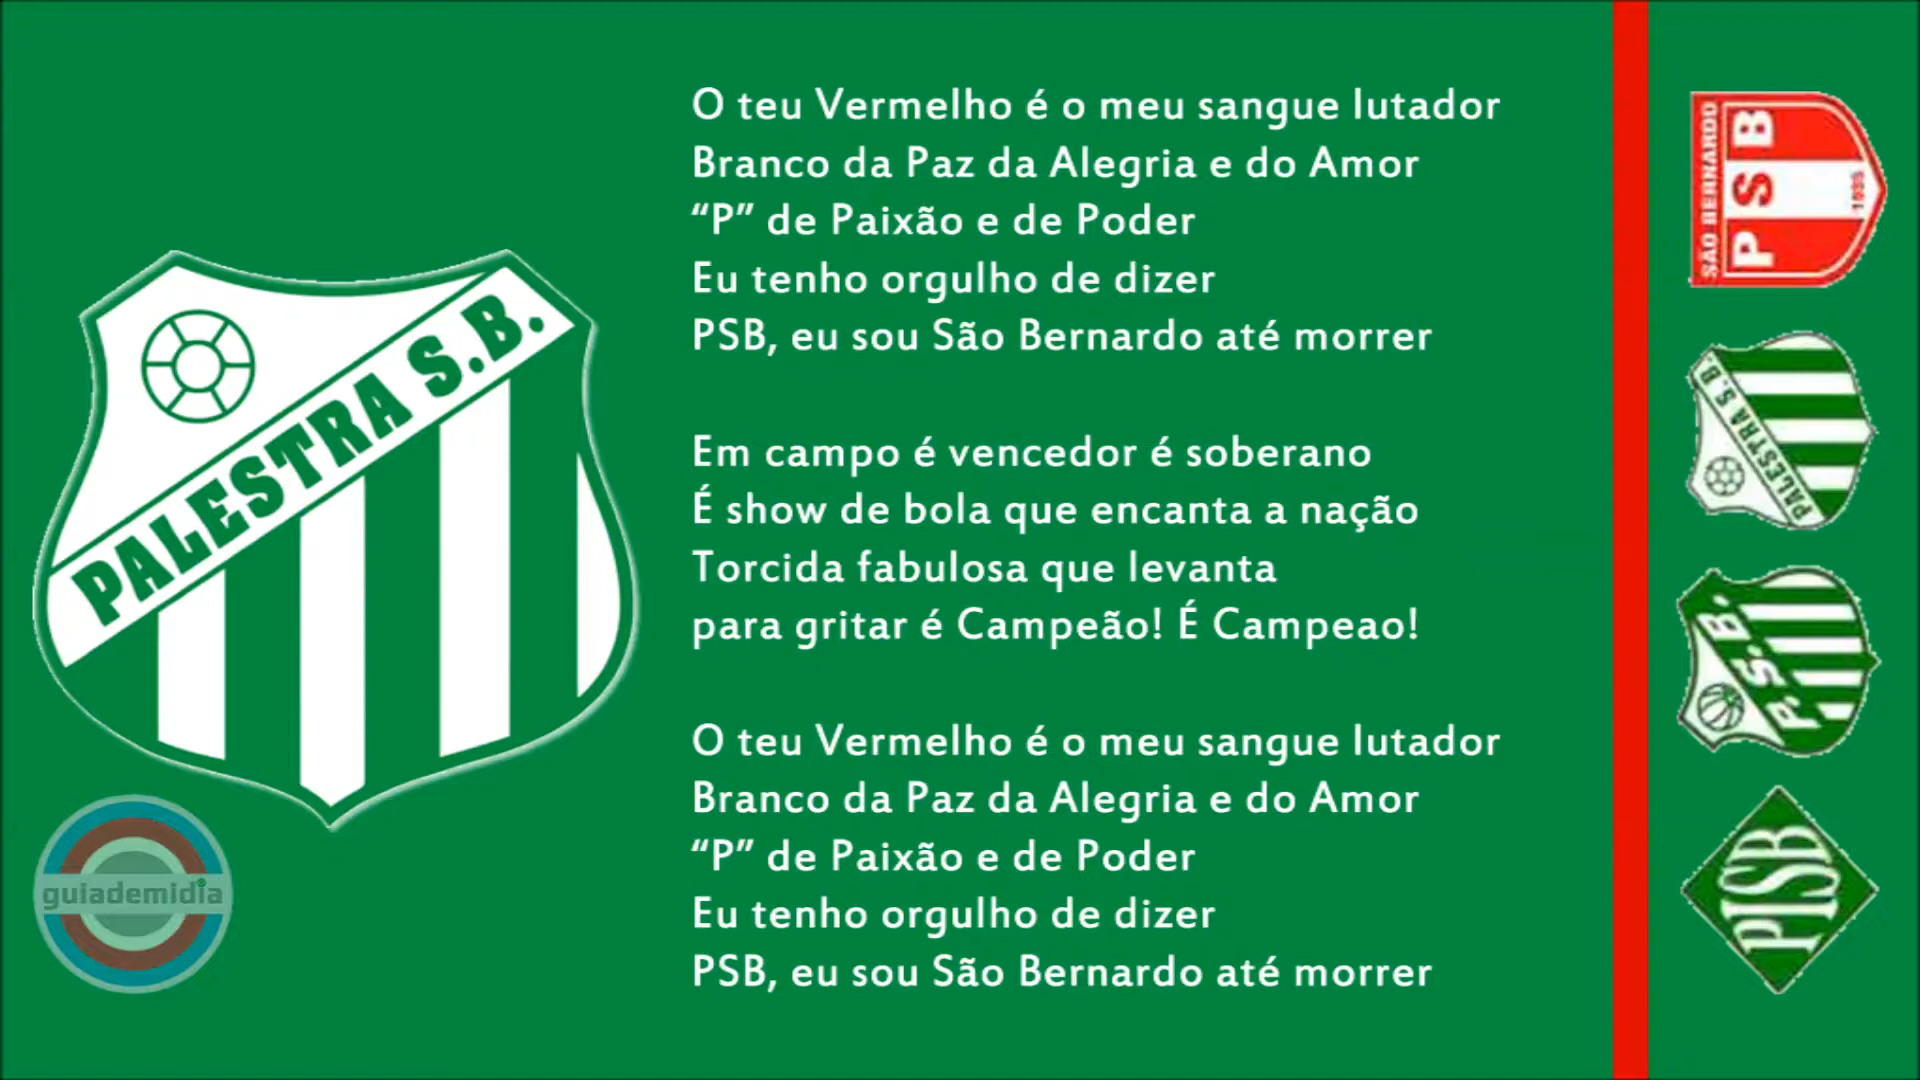 PALESTRA S.B.
guiademidia
O teu Vermelho é o meu sangue lutador
Branco da Paz da Alegria e do Amor
“P” de Paixão e de Poder
Eu tenho orgulho de dizer
PSB, eu sou São Bernardo até morrer
Em campo é vencedor é soberano
É show de bola que encanta a nação
Torcida fabulosa que levanta
para gritar é Campeão! É Campeao!
O teu Vermelho é o meu sangue lutador
Branco da Paz da Alegria e do Amor
“P” de Paixão e de Poder
Eu tenho orgulho de dizer
PSB, eu sou São Bernardo até morrer
SÃO BERNARDO
PSB
1935
PALESTRA S.B.
P.S.B.
PISB